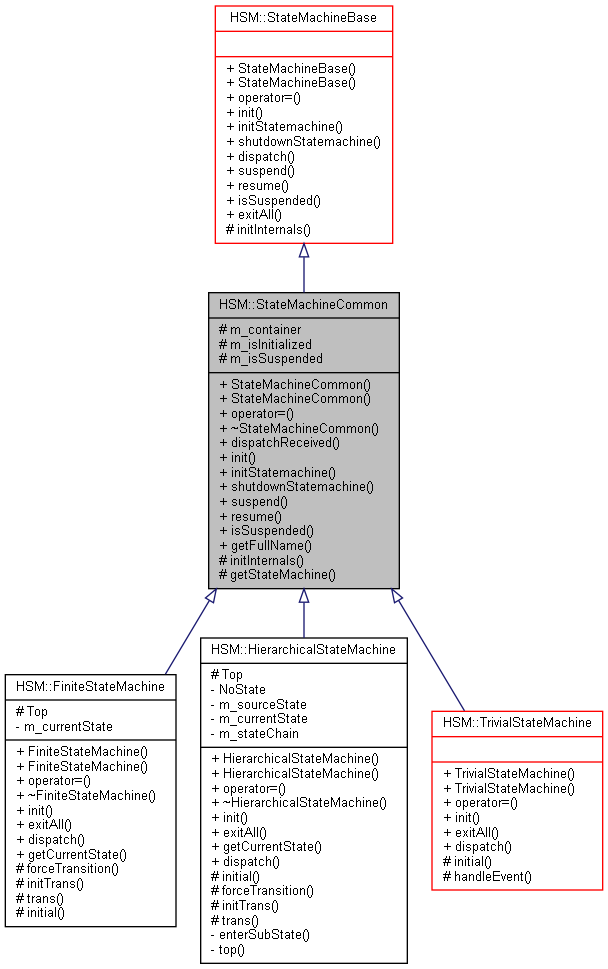 HSM::StateMachineBase
+ StateMachineBase()
+ StateMachineBase()
+ operator=()
+ init()
+ initStatemachine()
+ shutdownStatemachine()
+ dispatch()
+ suspend()
+ resume()
+ isSuspended()
+ exitAll()
# initInternals()
HSM::StateMachineCommon
# m_container
# m_isInitialized
# m_isSuspended
+ StateMachineCommon()
+ StateMachineCommon()
+ operator=()
+ ~StateMachineCommon()
+ dispatchReceived()
+ init()
+ initStatemachine()
+ shutdownStatemachine()
+ suspend()
+ resume()
+ isSuspended()
+ getFullName()
# initInternals()
# getStateMachine()
HSM::FiniteStateMachine
# Top
- m_currentState
+ FiniteStateMachine()
+ FiniteStateMachine()
+ operator=()
+ ~FiniteStateMachine()
+ init()
+ exitAll()
+ dispatch()
+ getCurrentState()
# forceTransition()
# initTrans()
# trans()
# initial()
HSM::HierarchicalStateMachine
# Top
- NoState
- m_sourceState
- m_currentState
- m_stateChain
+ HierarchicalStateMachine()
+ HierarchicalStateMachine()
+ operator=()
+ ~HierarchicalStateMachine()
+ init()
+ exitAll()
+ getCurrentState()
+ dispatch()
# initial()
# forceTransition()
# initTrans()
# trans()
- enterSubState()
- top()
HSM::TrivialStateMachine
+ TrivialStateMachine()
+ TrivialStateMachine()
+ operator=()
+ init()
+ exitAll()
+ dispatch()
# initial()
# handleEvent()